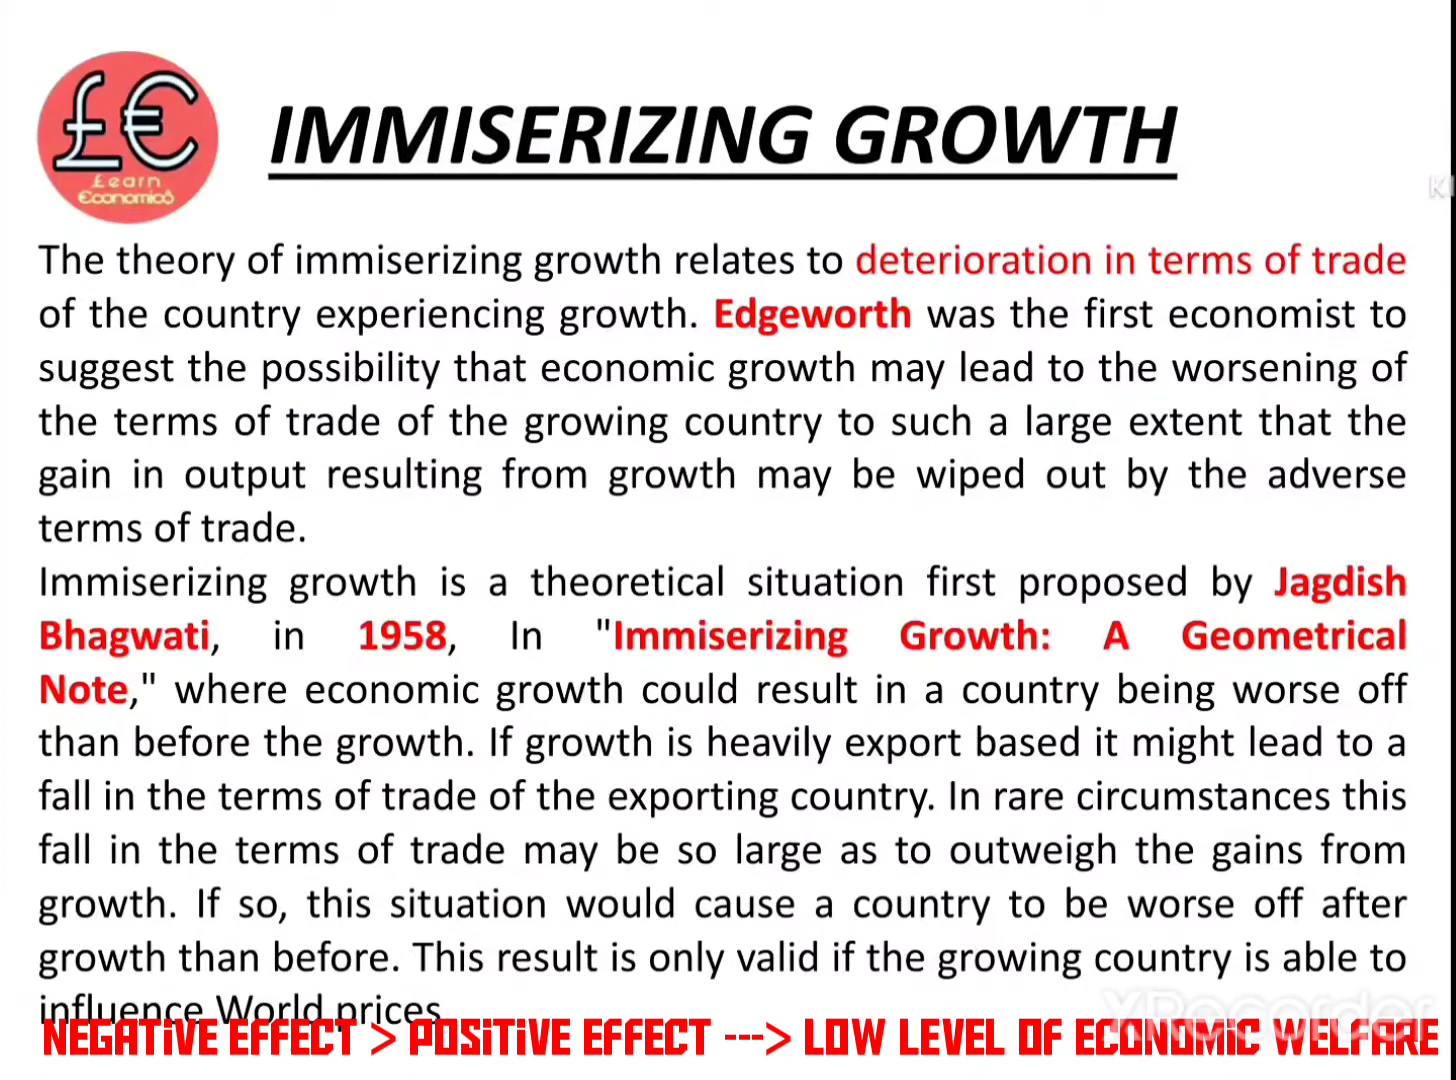 £€
£earn
€conomic$
IMMISERIZING GROWTH
The theory of immiserizing growth relates to deterioration in terms of trade
of the country experiencing growth. Edgeworth was the first economist to
suggest the possibility that economic growth may lead to the worsening of
the terms of trade of the growing country to such a large extent that the
gain in output resulting from growth may be wiped out by the adverse
terms of trade.
Immiserizing growth is a theoretical situation first proposed by Jagdish
Bhagwati, in 1958, In "Immiserizing Growth: A Geometrical
Note," where economic growth could result in a country being worse off
than before the growth. If growth is heavily export based it might lead to a
fall in the terms of trade of the exporting country. In rare circumstances this
fall in the terms of trade may be so large as to outweigh the gains from
growth. If so, this situation would cause a country to be worse off after
growth than before. This result is only valid if the growing country is able to
influence World prices
XRecorder
NEGATIVE EFFECT > POSITIVE EFFECT ---> LOW LEVEL OF ECONOMIC WELFARE